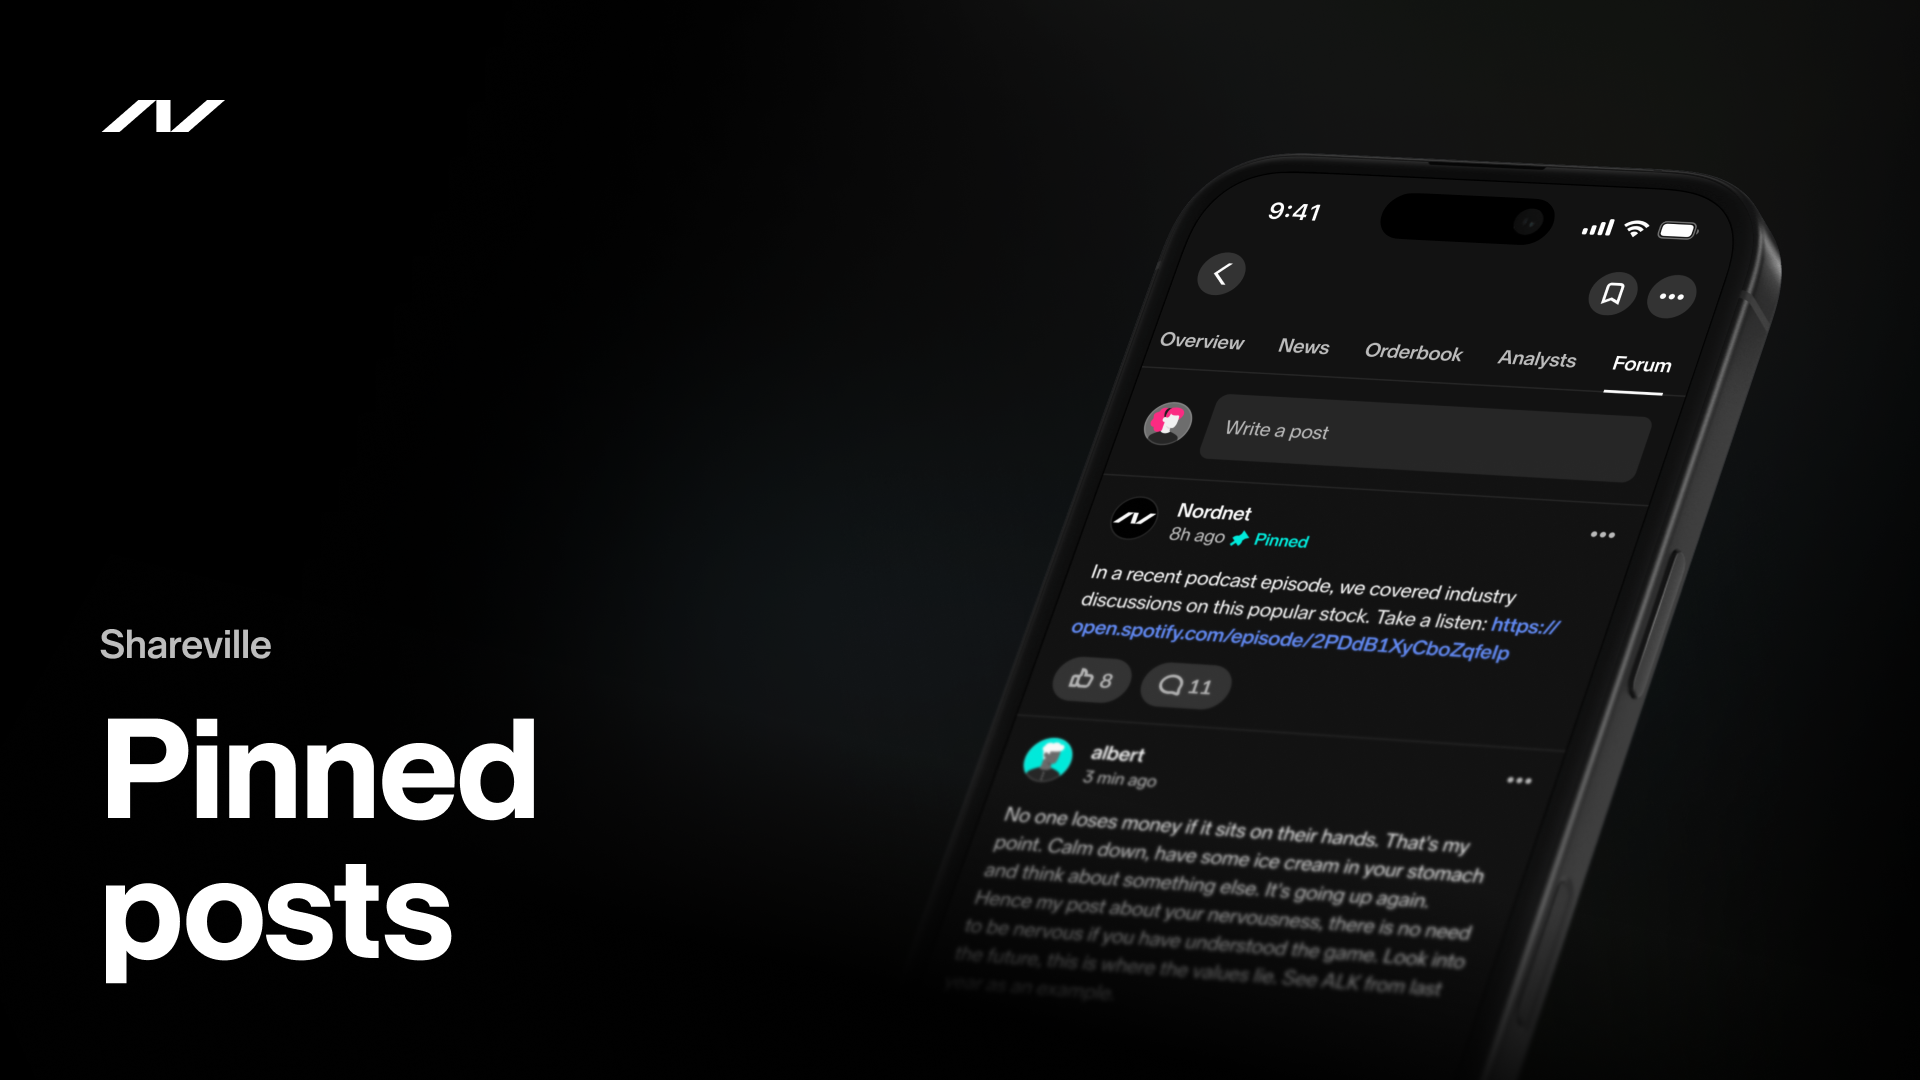 Shareville
Pinned
posts
9:41
Overview News Orderbook Analysts Forum
Write a post
Nordnet
8h ago Pinned
In a recent podcast episode, we covered industry
discussions on this popular stock. Take a listen: https://
open.spotify.com/episode/2PDdB1XyCboZqfeIp
8 11
albert
3 min ago
No one loses money if it sits on their hands. That's my
point. Calm down, have some ice cream in your stomach
and think about something else. It's going up again.
Hence my post about your nervousness, there is no need
to be nervous if you have understood the game. Look into
the future, this is where the values lie. See ALK from last
year as an example.